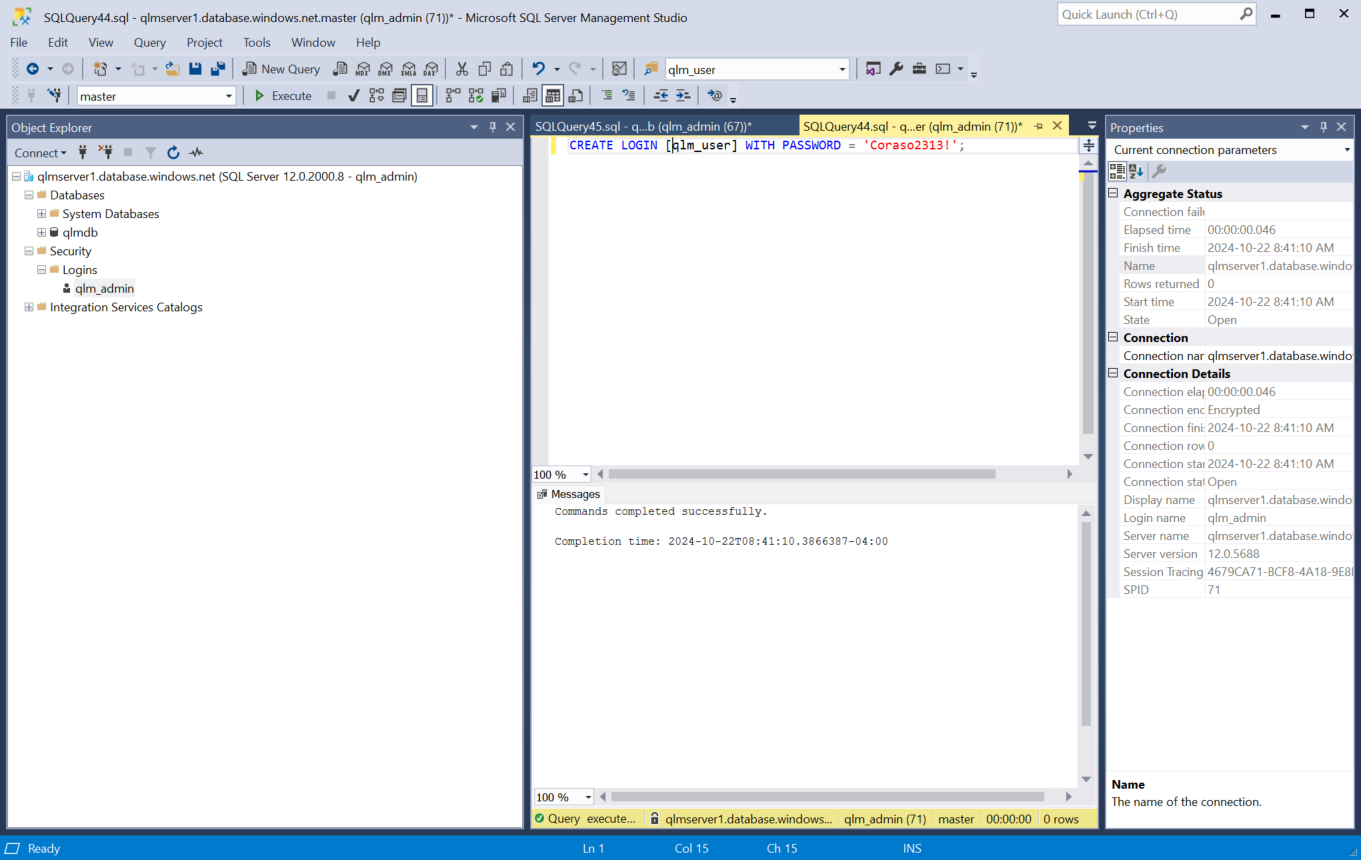 SQLQuery44.sql - qlmserver1.database.windows.net.master (qlm_admin (71))* - Microsoft SQL Server Management Studio
Quick Launch (Ctrl+Q)
File Edit View Query Project Tools Window Help
New Query MDX DMX XMLA DAX qlm_user
master Execute
Object Explorer
Connect
qlmserver1.database.windows.net (SQL Server 12.0.2000.8 - qlm_admin)
Databases
System Databases
qlmdb
Security
Logins
qlm_admin
Integration Services Catalogs
SQLQuery45.sql - q...b (qlm_admin (67))*
SQLQuery44.sql - q...er (qlm_admin (71))*
CREATE LOGIN [qlm_user] WITH PASSWORD = 'Coraso2313!';
100 %
Messages
Commands completed successfully.
Completion time: 2024-10-22T08:41:10.3866387-04:00
100 %
Query execute... qlmserver1.database.windows... qlm_admin (71) master 00:00:00 0 rows
Properties
Current connection parameters
Aggregate Status
Connection failu
Elapsed time 00:00:00.046
Finish time 2024-10-22 8:41:10 AM
Name qlmserver1.database.windo
Rows returned 0
Start time 2024-10-22 8:41:10 AM
State Open
Connection
Connection nar qlmserver1.database.windo
Connection Details
Connection elap 00:00:00.046
Connection enc Encrypted
Connection fini 2024-10-22 8:41:10 AM
Connection row 0
Connection star 2024-10-22 8:41:10 AM
Connection stat Open
Display name qlmserver1.database.windo
Login name qlm_admin
Server name qlmserver1.database.windo
Server version 12.0.5688
Session Tracing 4679CA71-BCF8-4A18-9E8
SPID 71
Name
The name of the connection.
Ready Ln 1 Col 15 Ch 15 INS